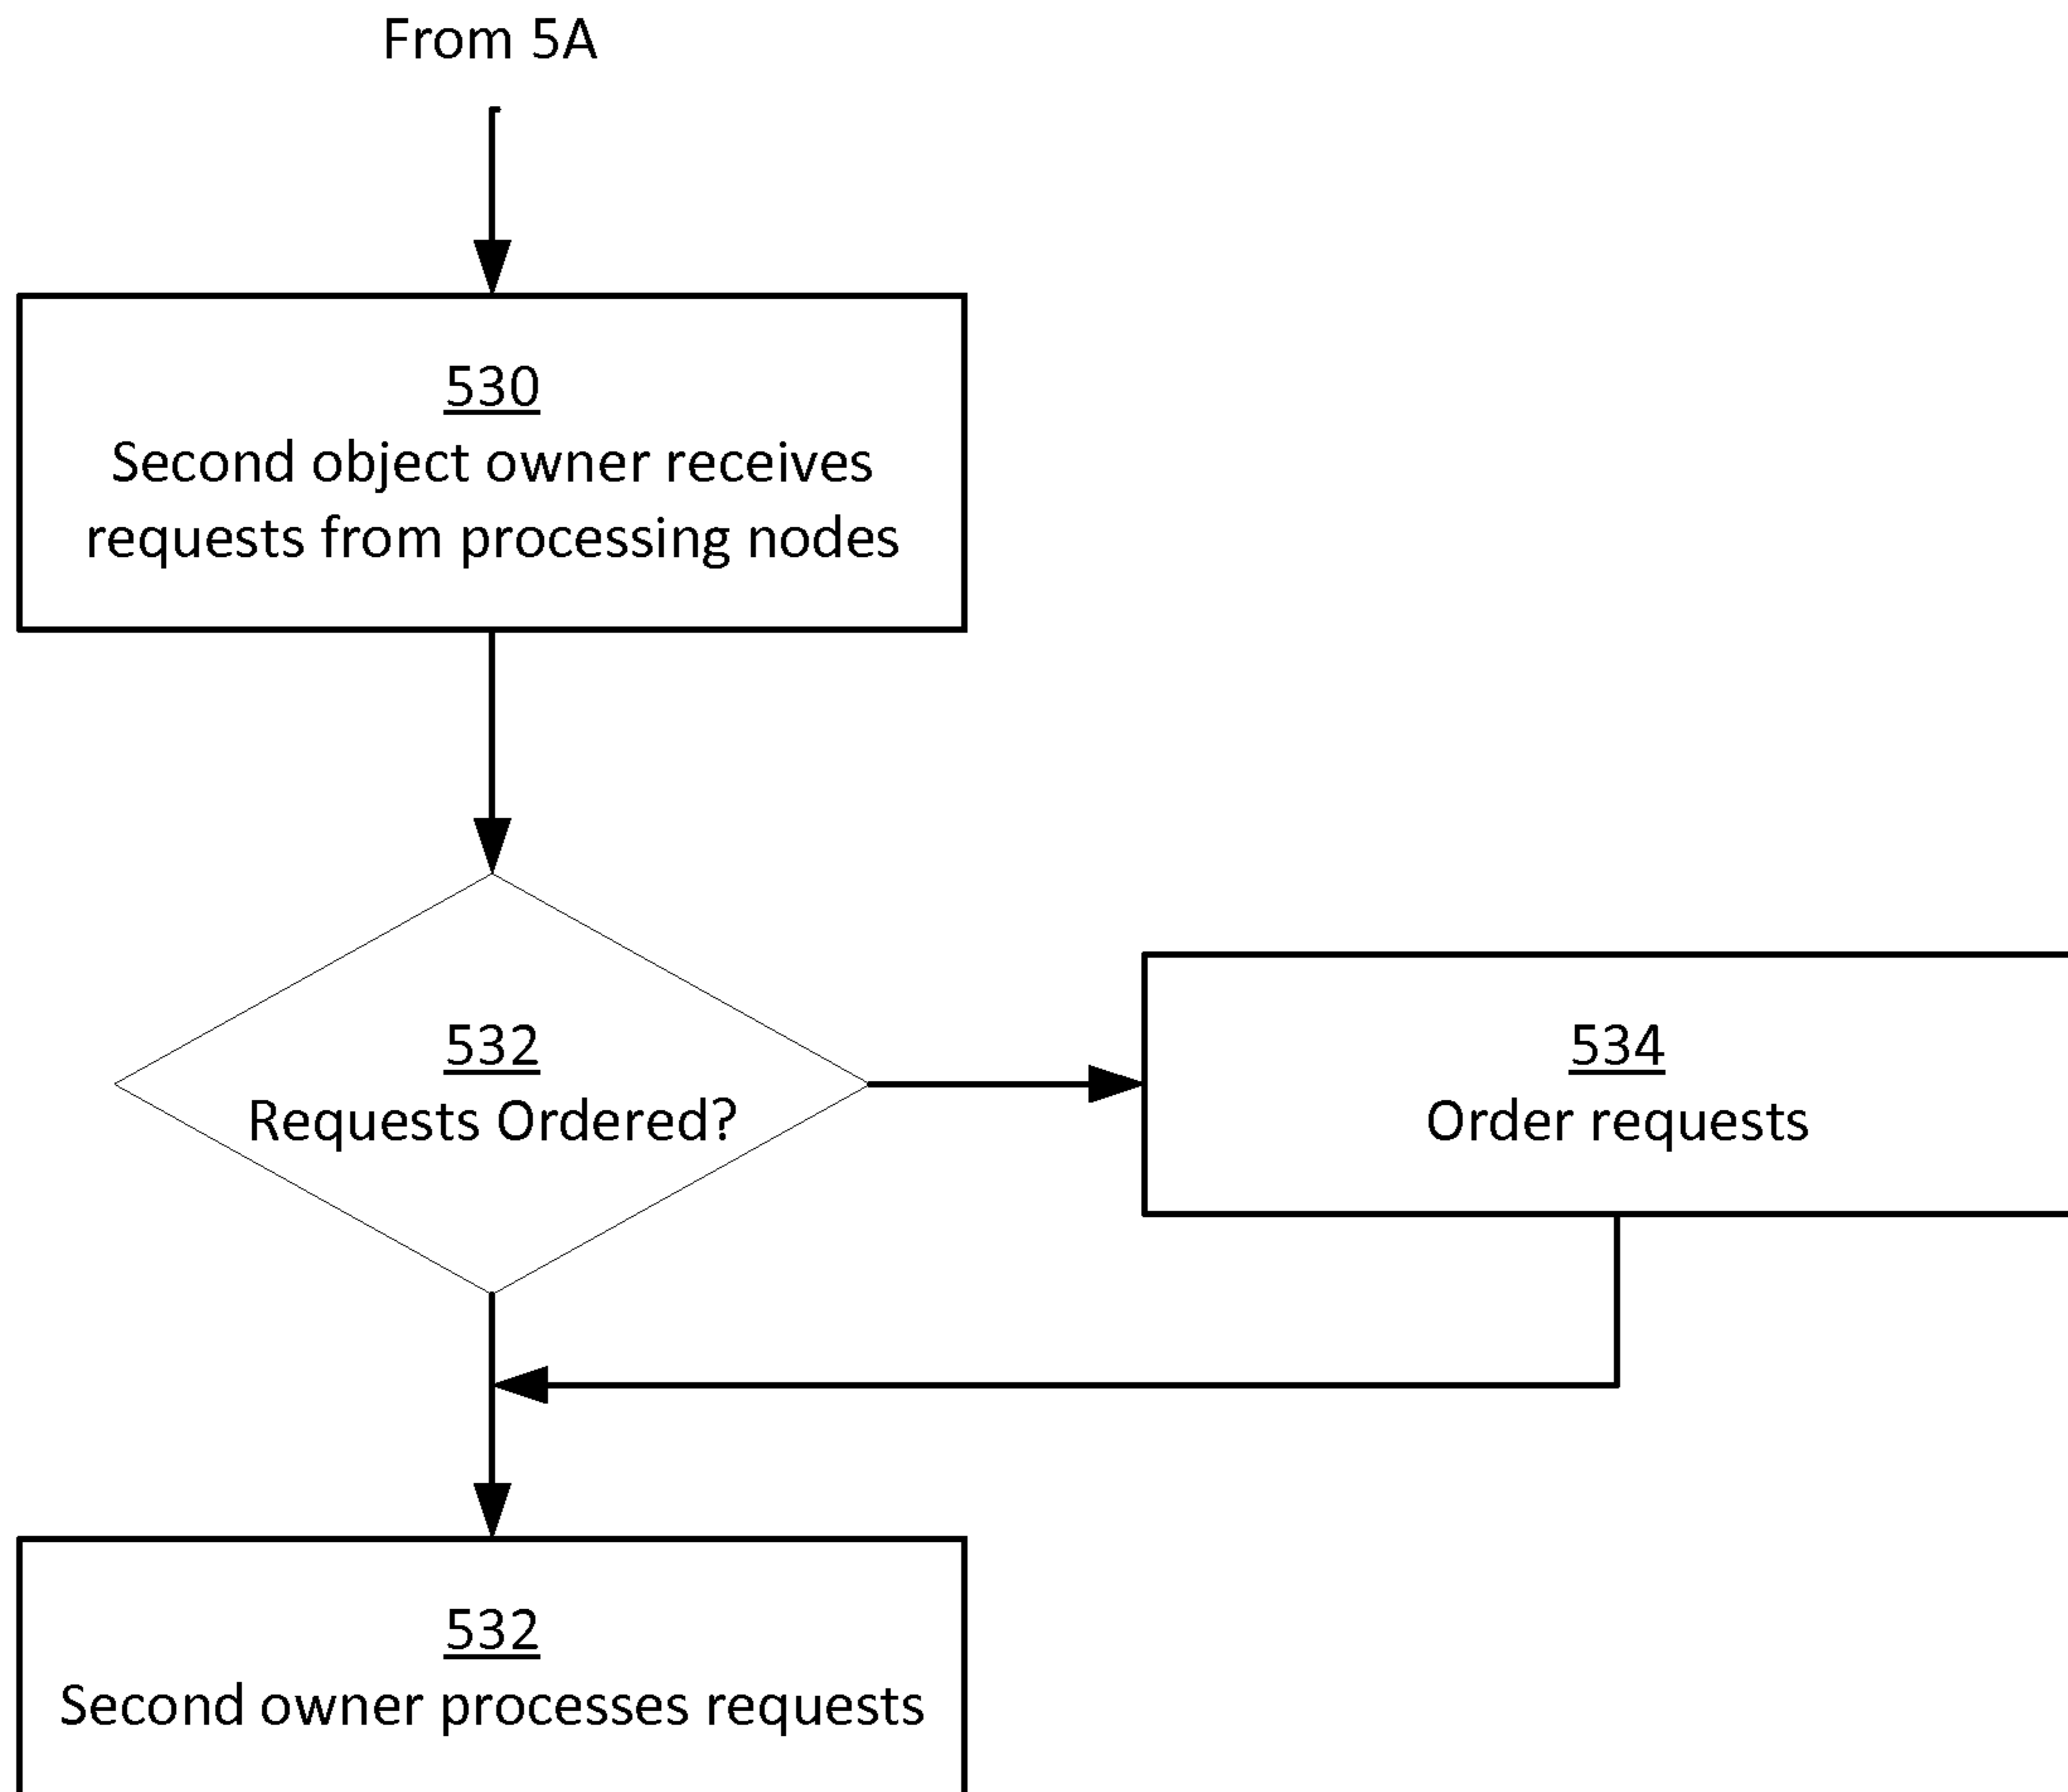 From 5A
530
Second object owner receives
requests from processing nodes
532
Requests Ordered?
534
Order requests
532
Second owner processes requests